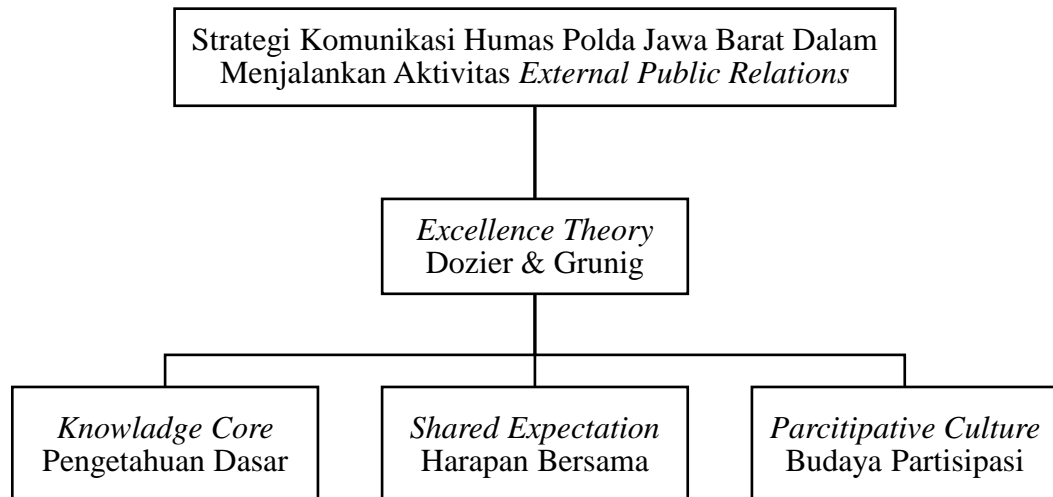 Strategi Komunikasi Humas Polda Jawa Barat Dalam
Menjalankan Aktivitas External Public Relations
Excellence Theory
Dozier & Grunig
Knowladge Core
Pengetahuan Dasar
Shared Expectation
Harapan Bersama
Parcitipative Culture
Budaya Partisipasi